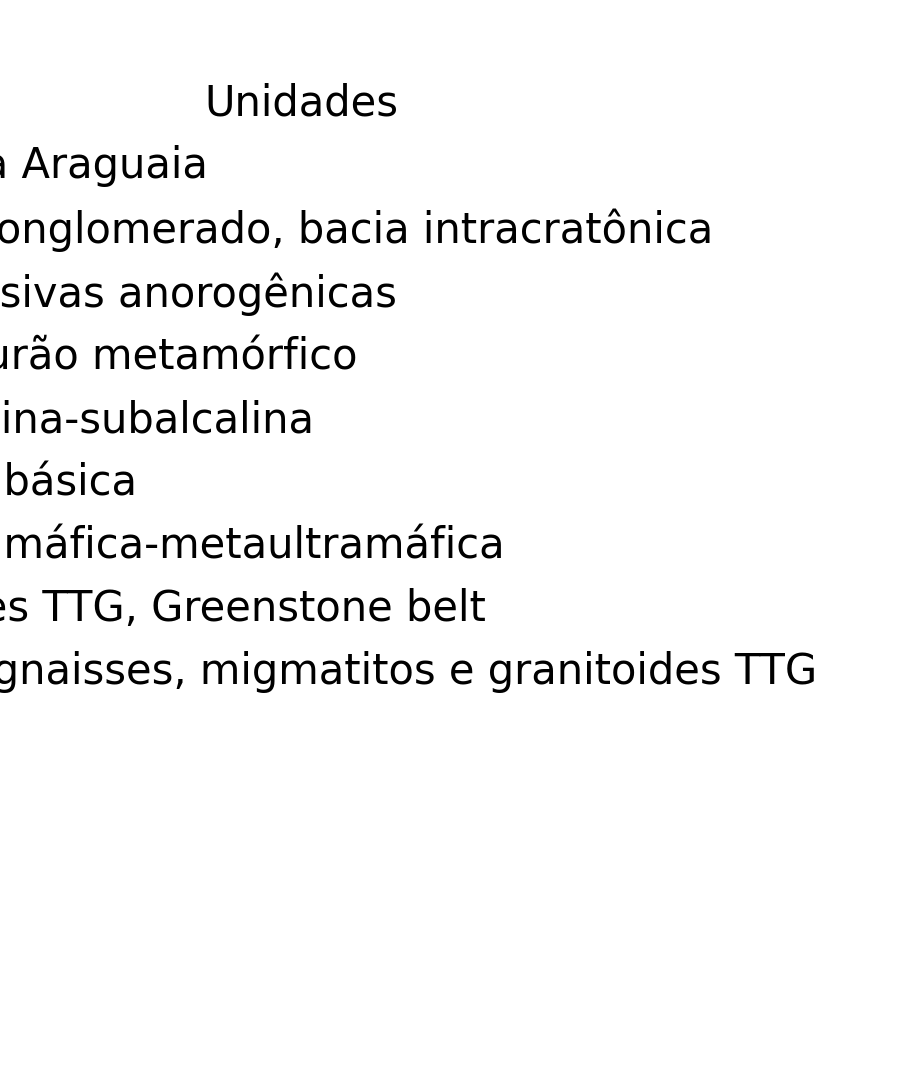 Unidades
a Araguaia
onglomerado, bacia intracratônica
sivas anorogênicas
urão metamórfico
ina-subalcalina
básica
máfica-metaultramáfica
es TTG, Greenstone belt
gnaisses, migmatitos e granitoides TTG